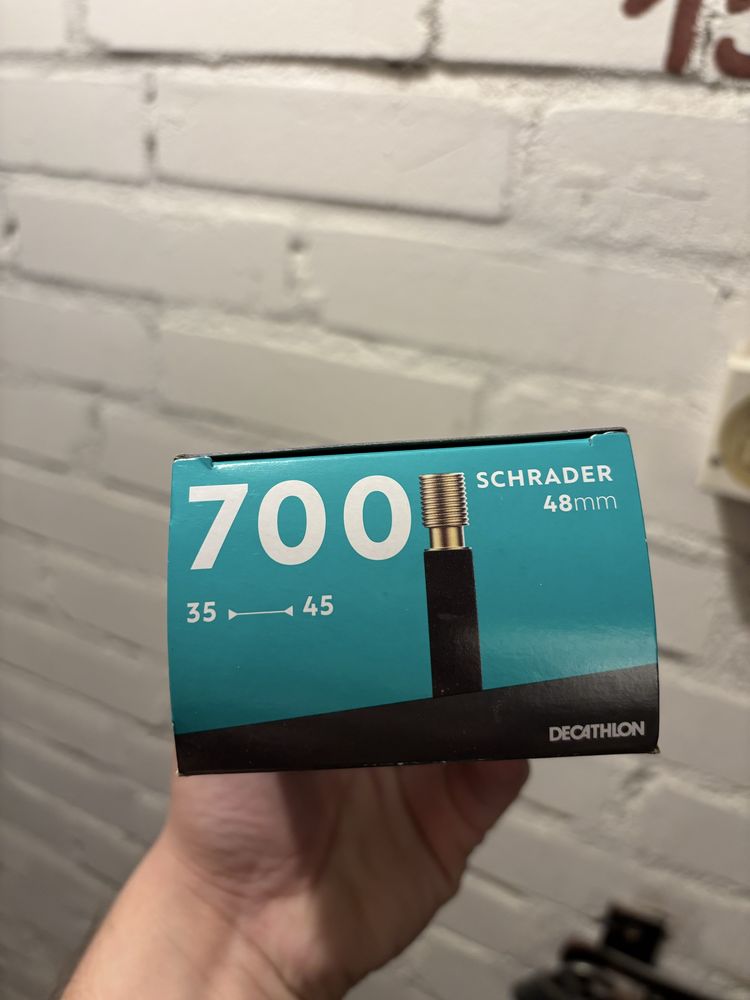 700
SCHRADER
48mm
35 45
DECATHLON